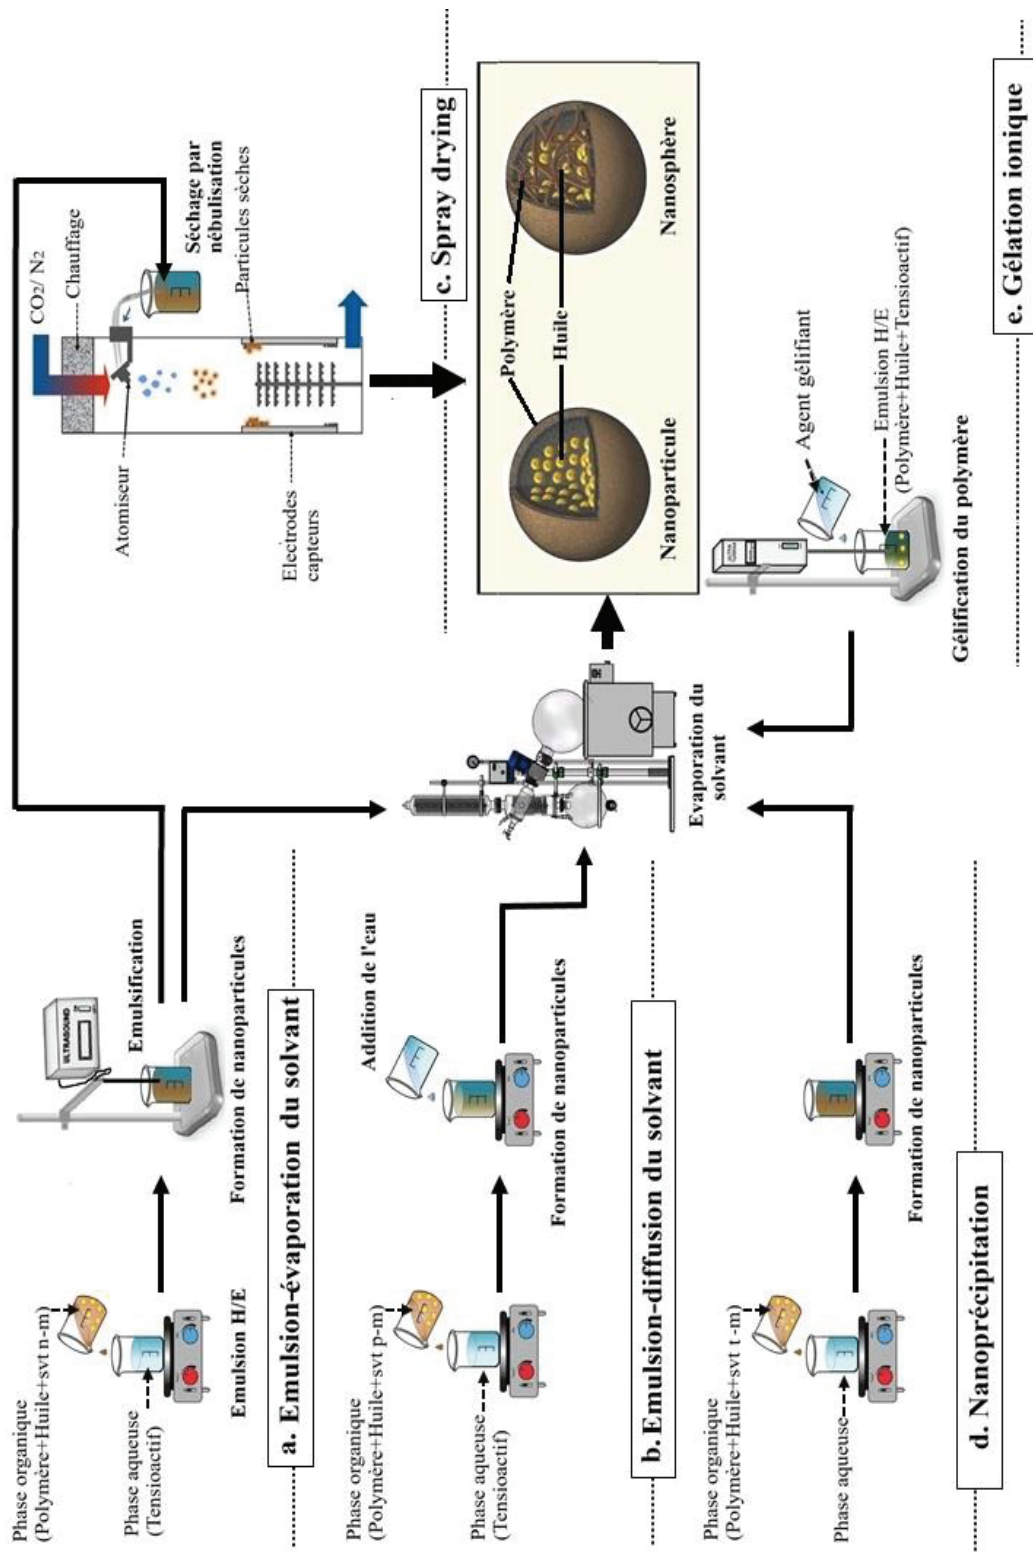 Phase organique
(Polymère+Huile+svt n-m)
Phase aqueuse
(Tensioactif)
Emulsion H/E
ULTRASOUND
Emulsification
Formation de nanoparticules
a. Emulsion-évaporation du solvant
CO2/ N2
Chauffage
Atomiseur
Séchage par
nébulisation
Particules sèches
Electrodes
capteurs
c. Spray drying
Phase organique
(Polymère+Huile+svt p-m)
Phase aqueuse
(Tensioactif)
Addition de l'eau
Formation de nanoparticules
b. Emulsion-diffusion du solvant
Evaporation du
solvant
Polymère
Huile
Nanoparticule
Nanosphère
Phase organique
(Polymère+Huile+svt t -m)
Phase aqueuse
Formation de nanoparticules
d. Nanoprécipitation
Agent gélifiant
Emulsion H/E
(Polymère+Huile+Tensioactif)
Gélification du polymère
e. Gélation ionique